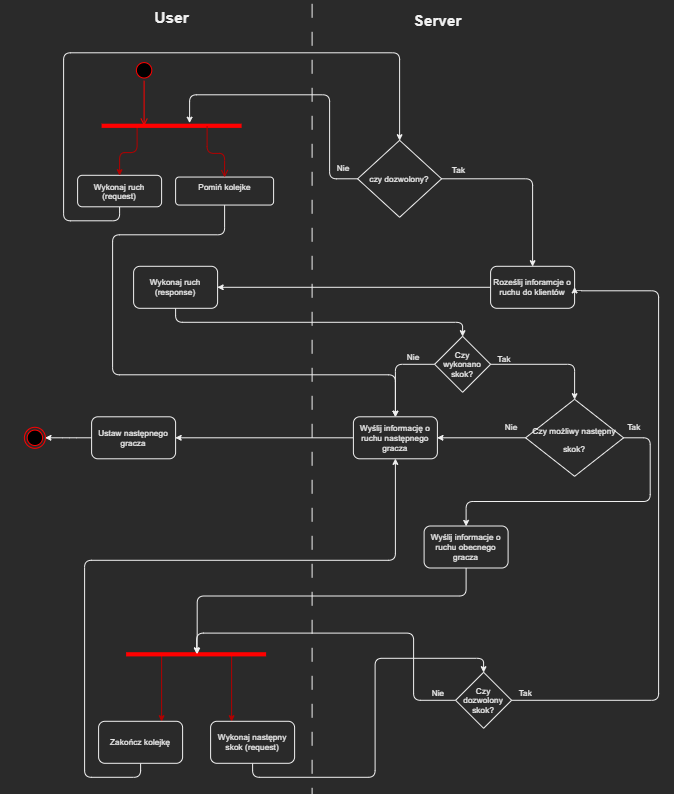 User
Server
Nie
czy dozwolony?
Tak
Wykonaj ruch
(request)
Pomiń kolejke
Wykonaj ruch
(response)
Roześlij inforamcje o
ruchu do klientów
Nie
Czy
wykonano
skok?
Tak
Ustaw następnego
gracza
Wyślij informację o
ruchu następnego
gracza
Nie
Czy możliwy następny
skok?
Tak
Wyślij informacje o
ruchu obecnego
gracza
Zakończ kolejkę
Wykonaj następny
skok (request)
Nie
Czy
dozwolony
skok?
Tak